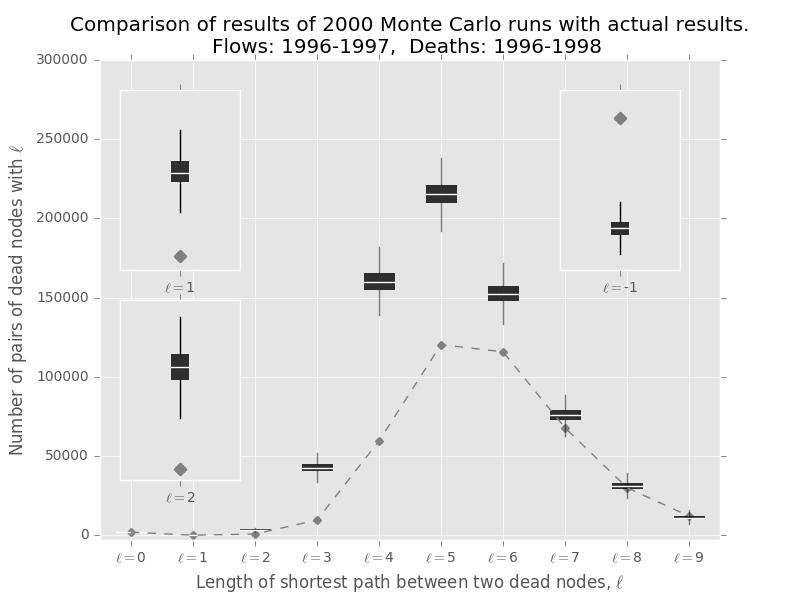 Comparison of results of 2000 Monte Carlo runs with actual results.
Flows: 1996-1997,  Deaths: 1996-1998
Number of pairs of dead nodes with ℓ
300000
250000
200000
150000
100000
50000
0
ℓ=1
ℓ=-1
ℓ=2
ℓ=0
ℓ=1
ℓ=2
ℓ=3
ℓ=4
ℓ=5
ℓ=6
ℓ=7
ℓ=8
ℓ=9
Length of shortest path between two dead nodes, ℓ